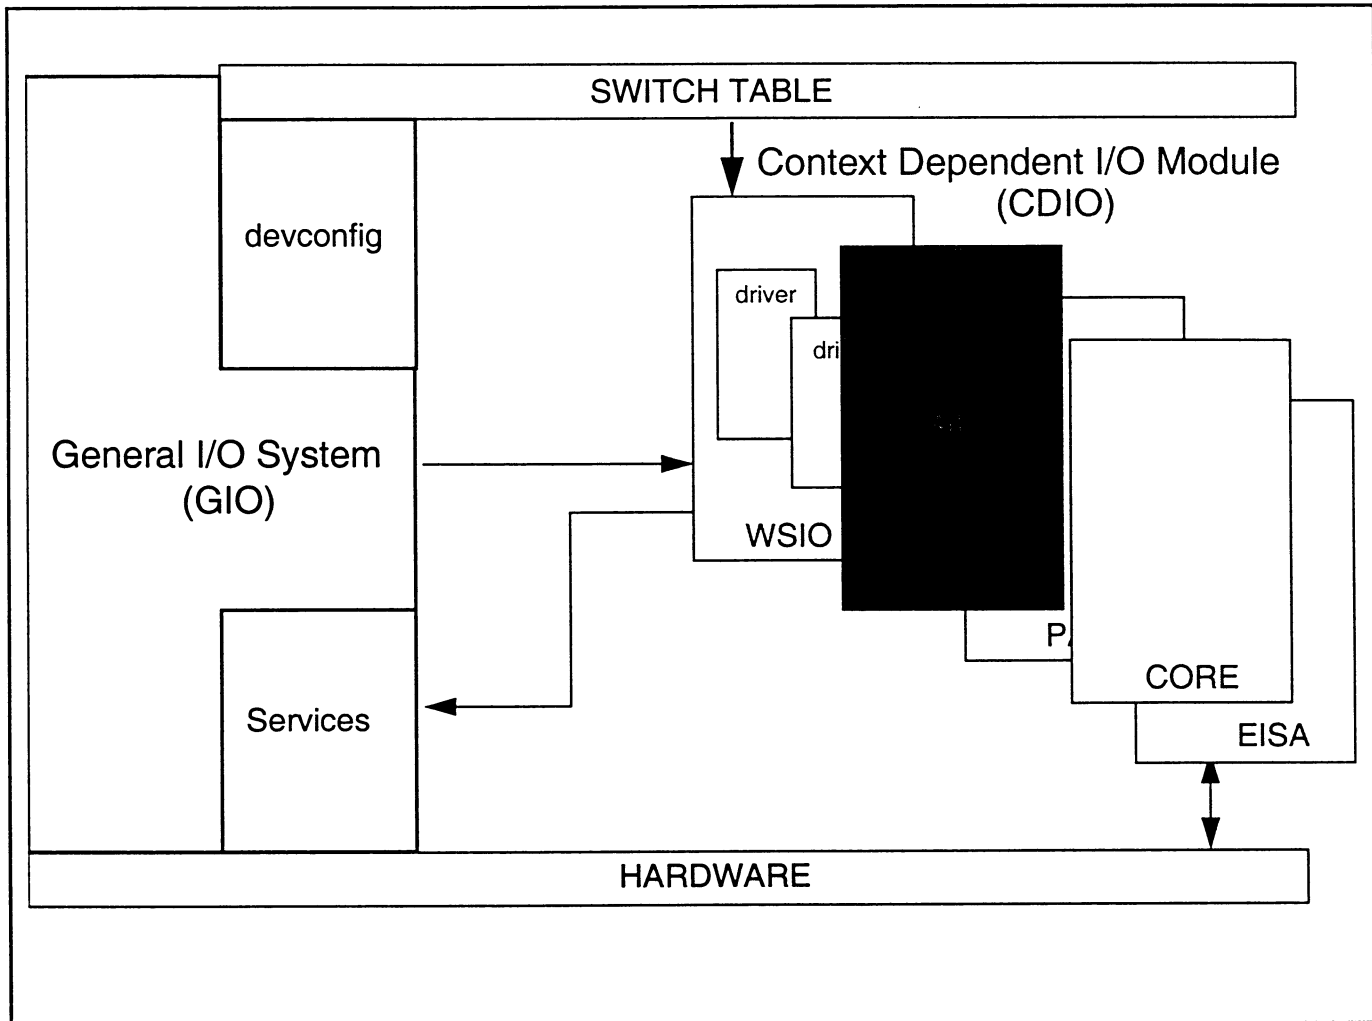 SWITCH TABLE
Context Dependent I/O Module
(CDIO)
devconfig
driver
General I/O System
(GIO)
WSIO
CORE
Services
EISA
HARDWARE